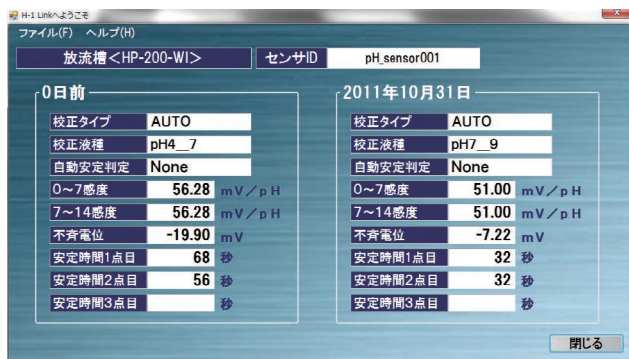 H-1 Linkへようこそ
ファイル(F) ヘルプ(H)
放流槽<HP-200-WI> センサID pH_sensor001
0日前
校正タイプ AUTO
校正液種 pH4__7
自動安定判定 None
0～7感度 56.28 mV／pH
7～14感度 56.28 mV／pH
不斉電位 -19.90 mV
安定時間1点目 68 秒
安定時間2点目 56 秒
安定時間3点目 秒
2011年10月31日
校正タイプ AUTO
校正液種 pH7__9
自動安定判定 None
0～7感度 51.00 mV／pH
7～14感度 51.00 mV／pH
不斉電位 -7.22 mV
安定時間1点目 32 秒
安定時間2点目 32 秒
安定時間3点目 秒
閉じる